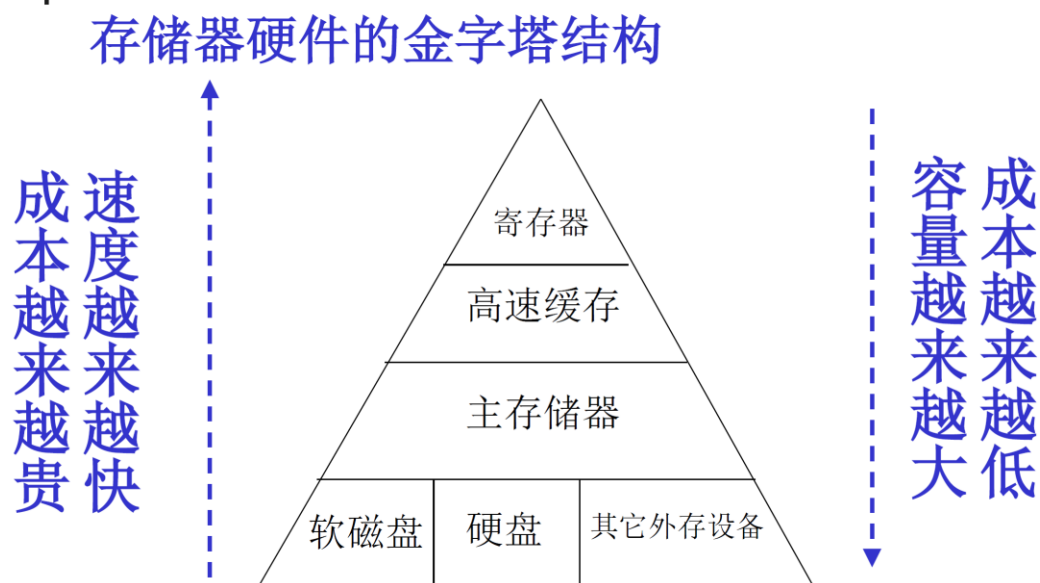 存储器硬件的金字塔结构
速度越来越快
成本越来越贵
寄存器
高速缓存
主存储器
软磁盘
硬盘
其它外存设备
成本越来越低
容量越来越大